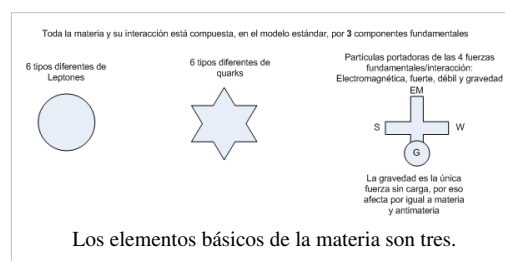 Toda la materia y su interacción está compuesta, en el modelo estándar, por 3 componentes fundamentales
6 tipos diferentes de
Leptones
6 tipos diferentes de
quarks
Partículas portadoras de las 4 fuerzas
fundamentales/interacción:
Electromagnética, fuerte, débil y gravedad
EM
S
W
G
La gravedad es la única
fuerza sin carga, por eso
afecta por igual a materia
y antimateria
Los elementos básicos de la materia son tres.